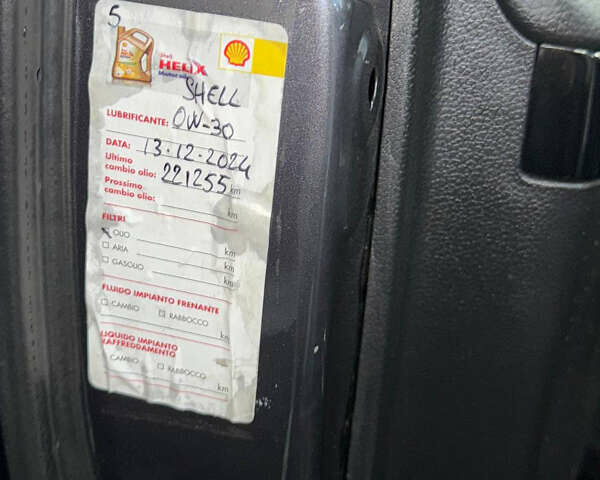 5
Shell
HELIX
Motor oils
SHELL
LUBRIFICANTE: 0W-30
DATA: 13.12.2024
Ultimo
cambio olio: 221255 km
Prossimo
cambio olio: km
FILTRI
OLIO km
ARIA km
GASOLIO km
FLUIDO IMPIANTO FRENANTE
CAMBIO RABBOCCO
km
LIQUIDO IMPIANTO
RAFFREDDAMENTO
CAMBIO RABBOCCO
km